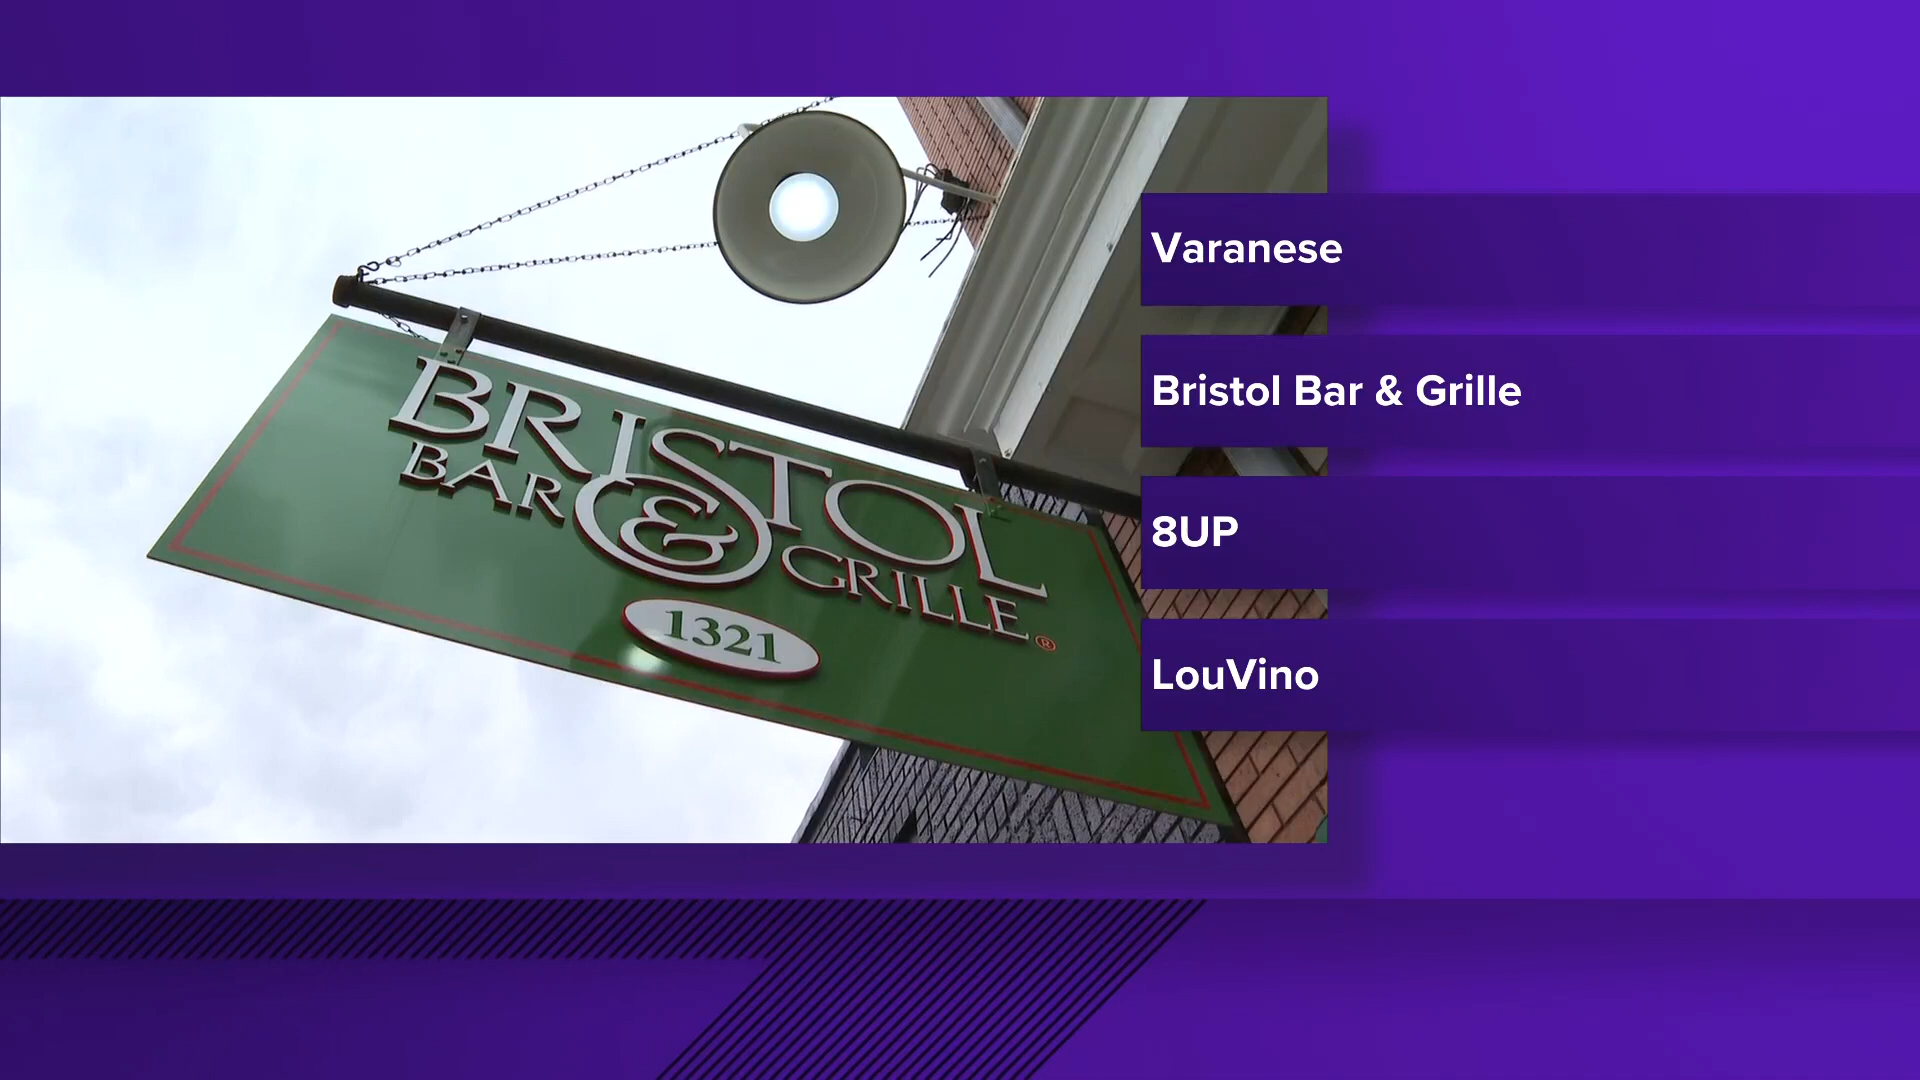 BRISTOL
BAR & GRILLE®
1321
Varanese
Bristol Bar & Grille
8UP
LouVino